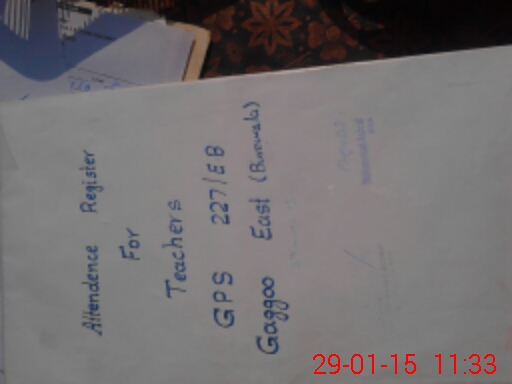 Attendence Register
For
Teachers
GPS 227/EB
Gaggoo East (Burewala)
29-01-15 11:33